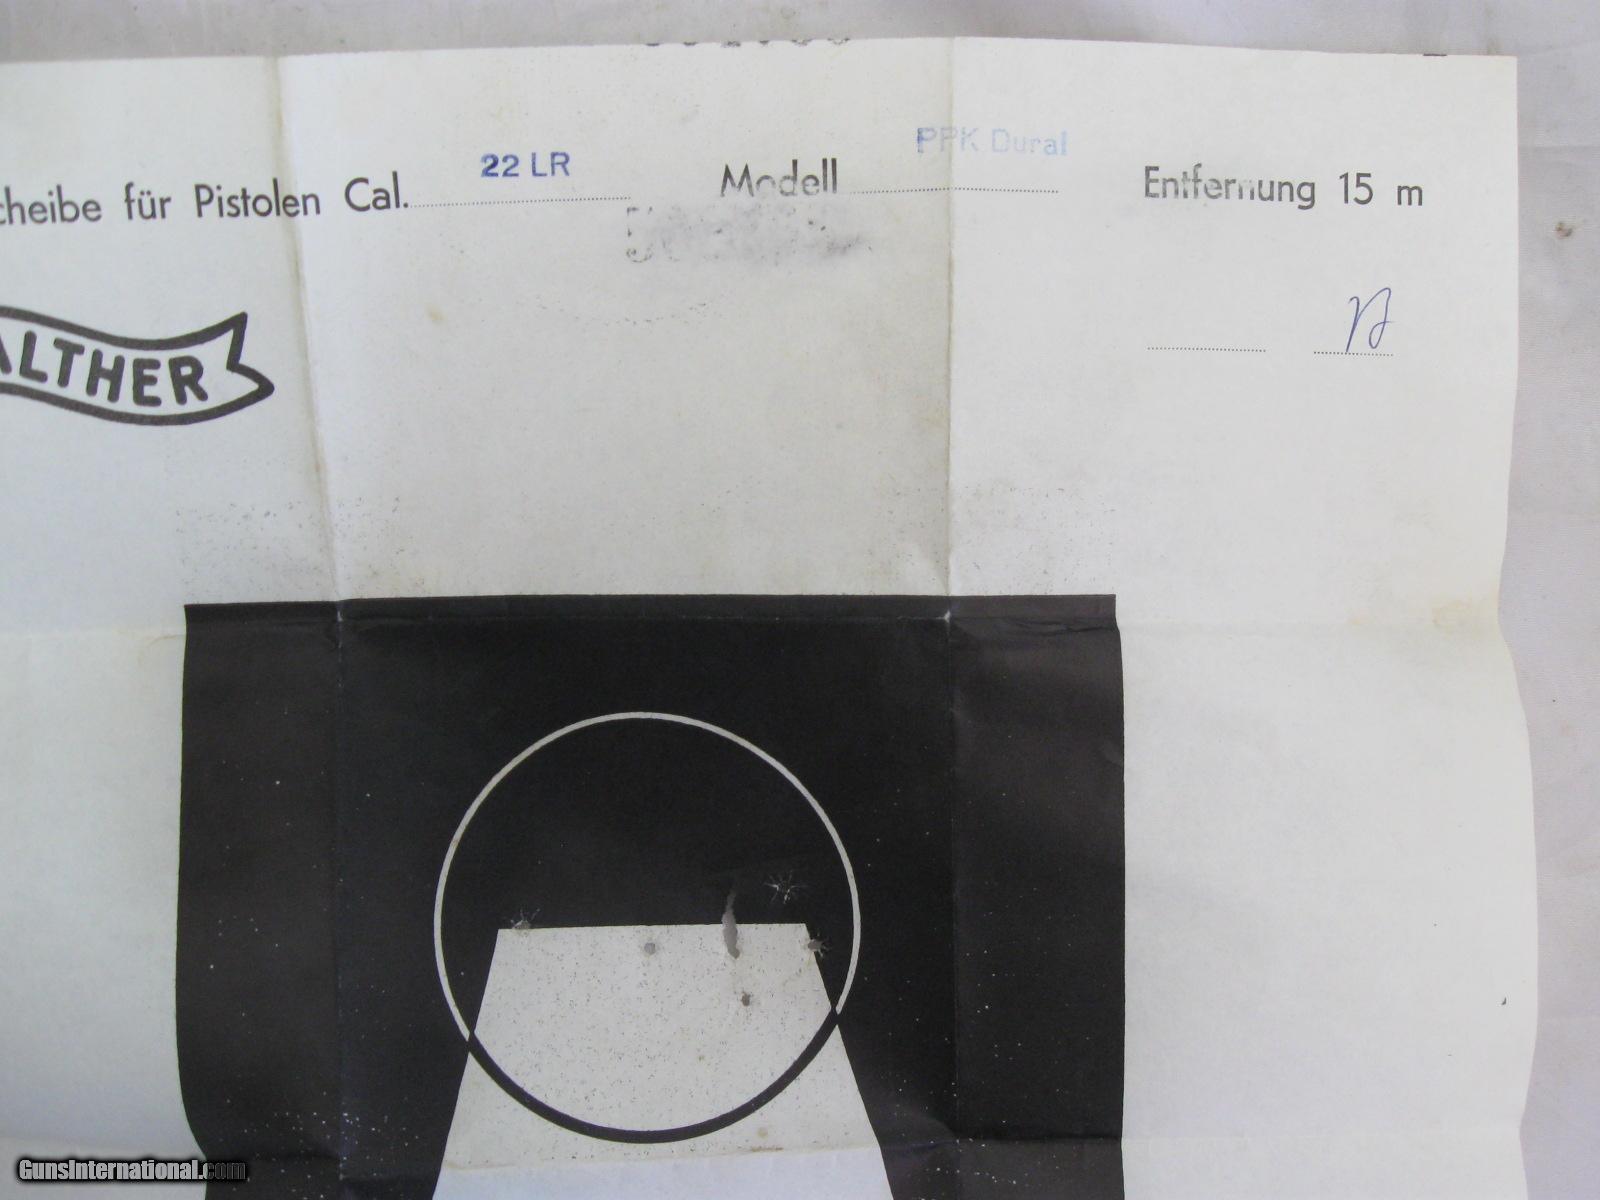 PPK Dural
22 LR
cheibe für Pistolen Cal. Modell Entfernung 15 m
ALTHER
GunsInternational.com